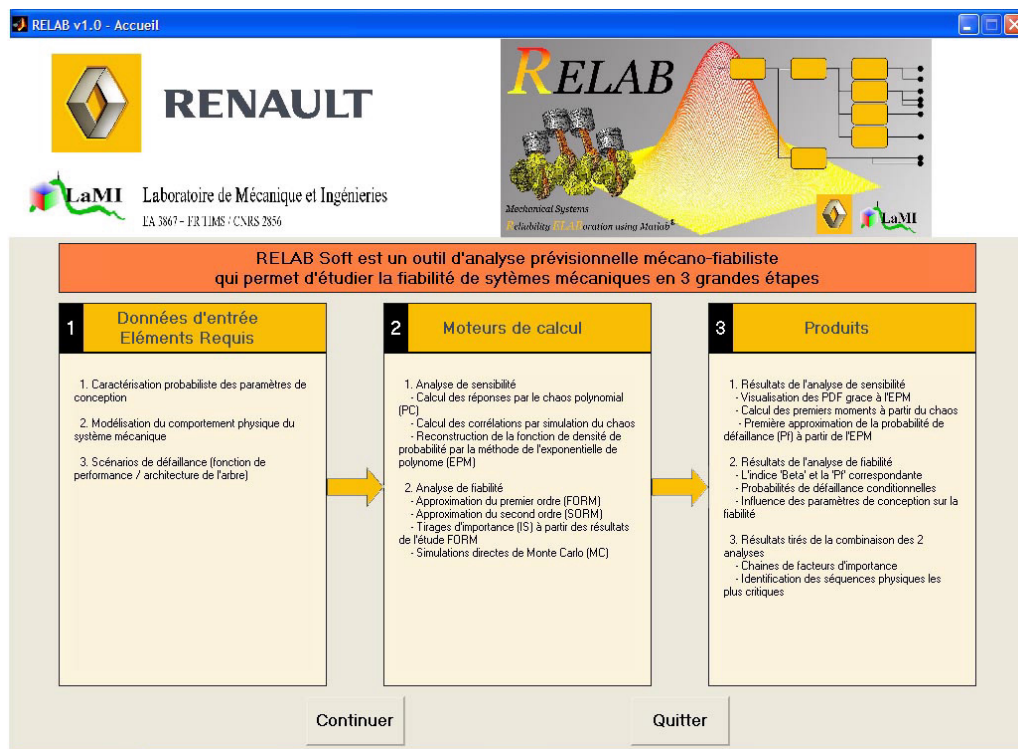 RELAB v1.0 - Accueil
RENAULT
LaMI
Laboratoire de Mécanique et Ingénieries
EA 3867 – FR TIMS / CNRS 2856
RELAB
Mechanical Systems
Reliability ELABoration using Matlab®
LaMI
RELAB Soft est un outil d'analyse prévisionnelle mécano-fiabiliste
qui permet d'étudier la fiabilité de sytèmes mécaniques en 3 grandes étapes
1
Données d'entrée
Eléments Requis
1. Caractérisation probabiliste des paramètres de
conception
2. Modélisation du comportement physique du
système mécanique
3. Scénarios de défaillance (fonction de
performance / architecture de l'arbre)
2
Moteurs de calcul
1. Analyse de sensibilité
- Calcul des réponses par le chaos polynomial
(PC)
- Calcul des corrélations par simulation du chaos
- Reconstruction de la fonction de densité de
probabilité par la méthode de l'exponentielle de
polynome (EPM)
2. Analyse de fiabilité
- Approximation du premier ordre (FORM)
- Approximation du second ordre (SORM)
- Tirages d'importance (IS) à partir des résultats
de l'étude FORM
- Simulations directes de Monte Carlo (MC)
3
Produits
1. Résultats de l'analyse de sensibilité
- Visualisation des PDF grace à l'EPM
- Calcul des premiers moments à partir du chaos
- Première approximation de la probabilité de
défaillance (Pf) à partir de l'EPM
2. Résultats de l'analyse de fiabilité
- L'indice 'Beta' et la 'Pf' correspondante
- Probabilités de défaillance conditionnelles
- Influence des paramètres de conception sur la
fiabilité
3. Résultats tirés de la combinaison des 2
analyses
- Chaines de facteurs d'importance
- Identification des séquences physiques les
plus critiques
Continuer
Quitter